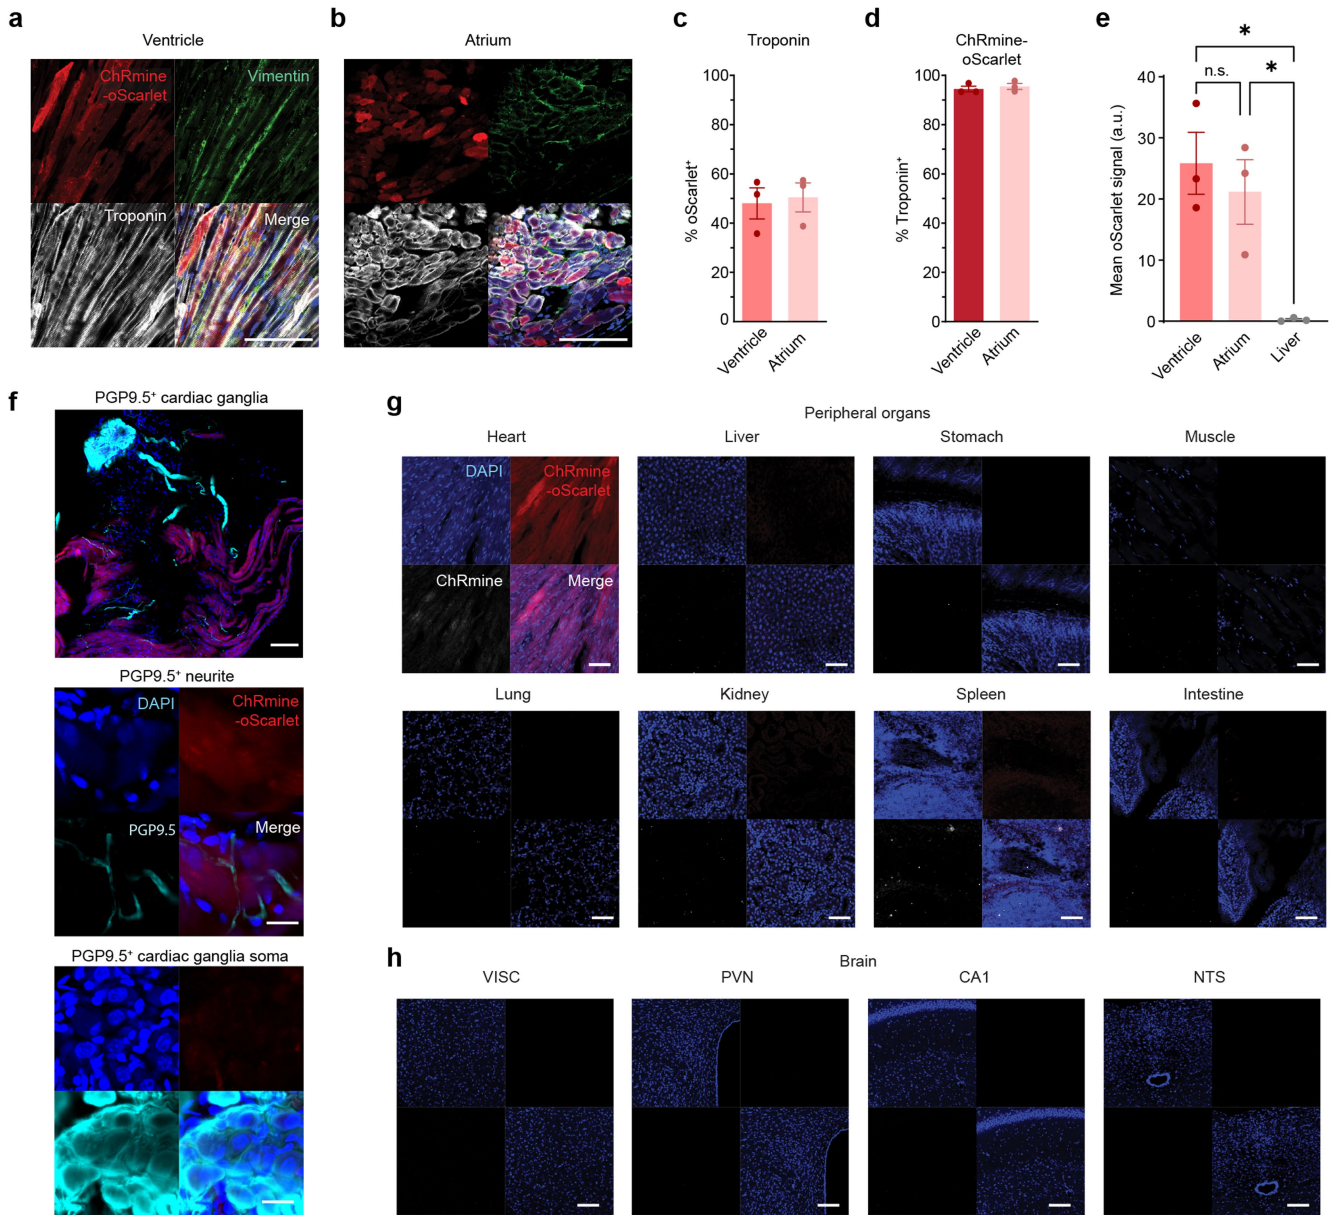 a
Ventricle
ChRmine
-oScarlet
Vimentin
Troponin
Merge
b
Atrium
c
Troponin
% oScarlet⁺
100
80
60
40
20
0
Ventricle
Atrium
d
ChRmine-
oScarlet
% Troponin⁺
100
80
60
40
20
0
Ventricle
Atrium
e
Mean oScarlet signal (a.u.)
40
30
20
10
0
*
n.s.
*
Ventricle
Atrium
Liver
f
PGP9.5⁺ cardiac ganglia
PGP9.5⁺ neurite
DAPI
ChRmine
-oScarlet
PGP9.5
Merge
PGP9.5⁺ cardiac ganglia soma
g
Peripheral organs
Heart
Liver
Stomach
Muscle
DAPI
ChRmine
-oScarlet
ChRmine
Merge
Lung
Kidney
Spleen
Intestine
h
Brain
VISC
PVN
CA1
NTS